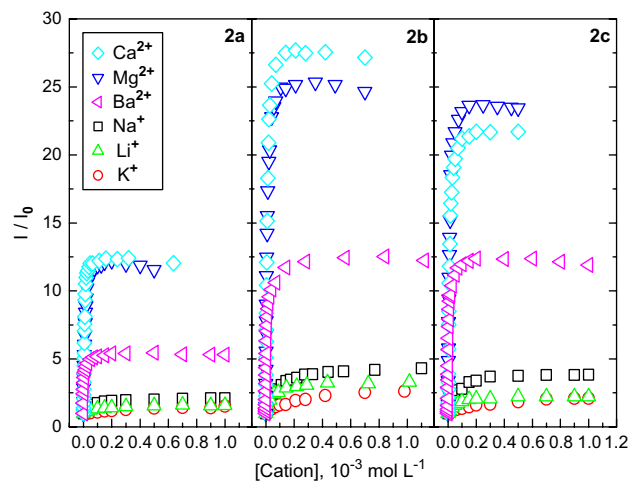 2a 2b 2c
Ca²⁺
Mg²⁺
Ba²⁺
Na⁺
Li⁺
K⁺
30
25
20
15
10
5
0
I / I₀
0.0 0.2 0.4 0.6 0.8 1.0 0.0 0.2 0.4 0.6 0.8 1.0 0.0 0.2 0.4 0.6 0.8 1.0 1.2
[Cation], 10⁻³ mol L⁻¹